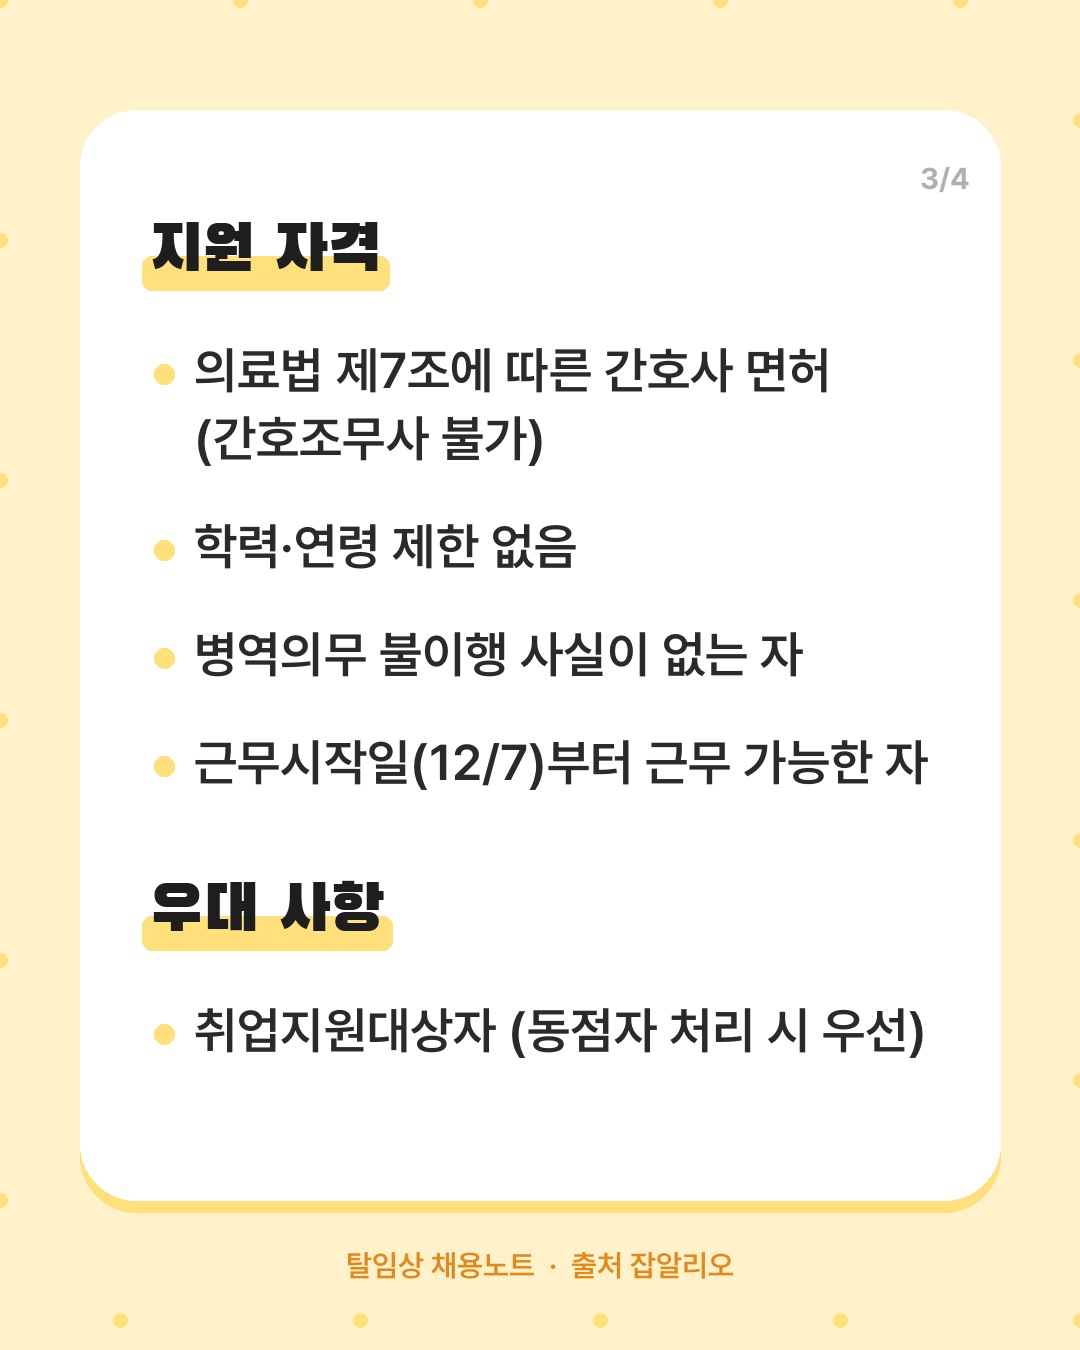 3/4
지원 자격
의료법 제7조에 따른 간호사 면허
(간호조무사 불가)
학력·연령 제한 없음
병역의무 불이행 사실이 없는 자
근무시작일(12/7)부터 근무 가능한 자
우대 사항
취업지원대상자 (동점자 처리 시 우선)
탈임상 채용노트 · 출처 잡알리오